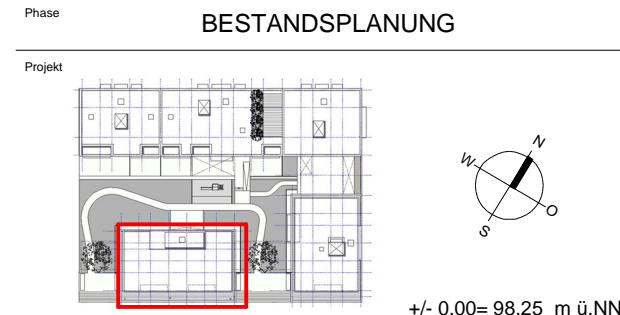 Phase
BESTANDSPLANUNG
Projekt
N
W
O
S
+/- 0.00= 98.25 m ü.NN